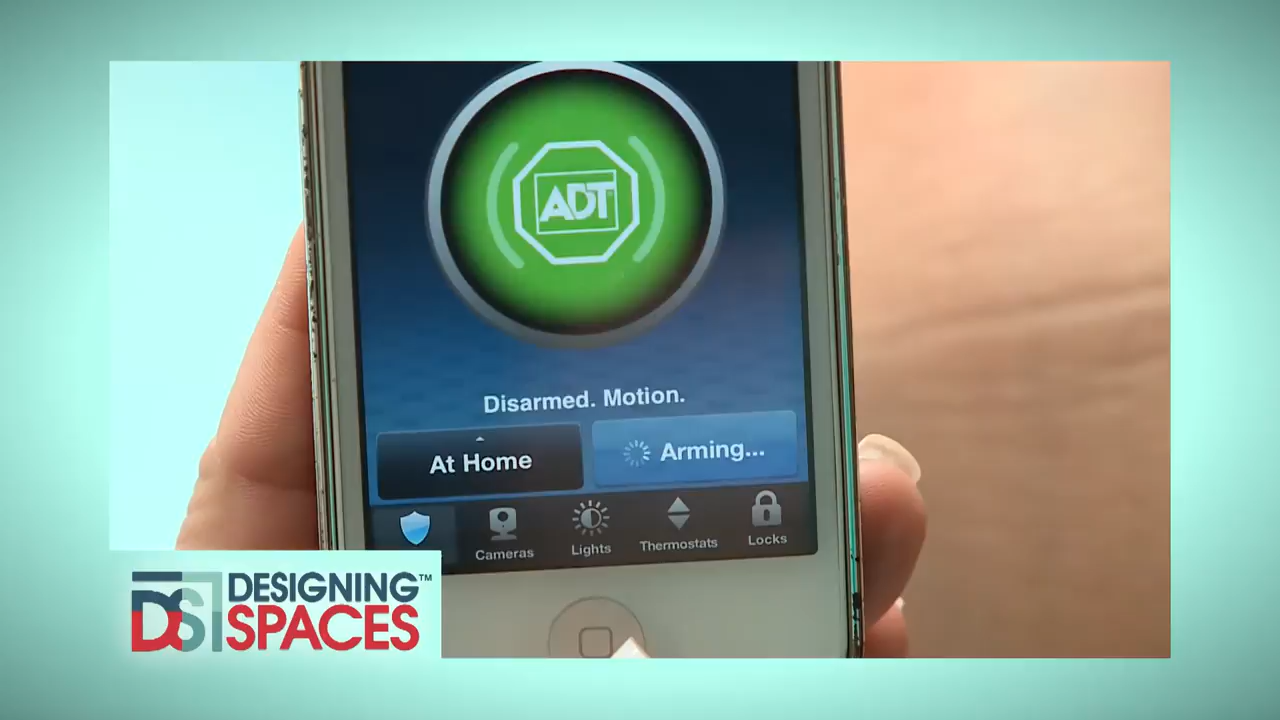 ADT
Disarmed. Motion.
At Home
Arming...
Cameras
Lights
Thermostats
Locks
DS
DESIGNING™
SPACES